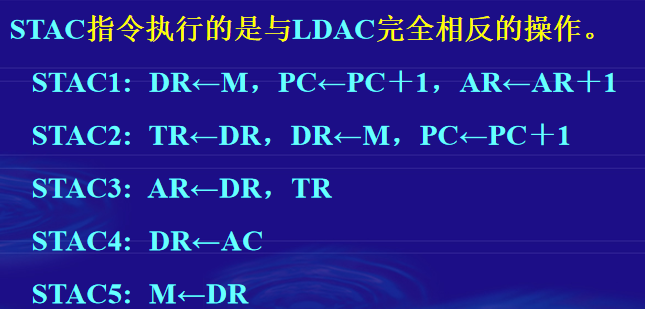 STAC指令执行的是与LDAC完全相反的操作。
STAC1: DR←M，PC←PC＋1，AR←AR＋1
STAC2: TR←DR，DR←M，PC←PC＋1
STAC3: AR←DR，TR
STAC4: DR←AC
STAC5: M←DR